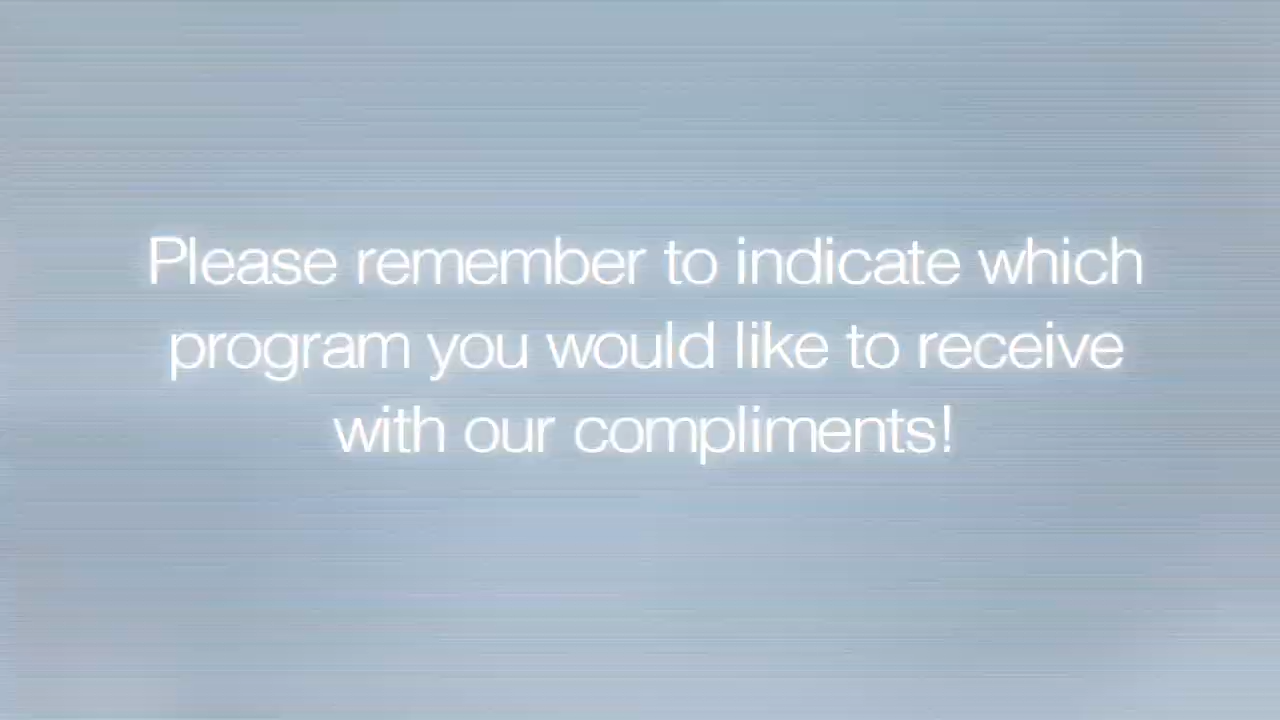 Please remember to indicate which
program you would like to receive
with our compliments!